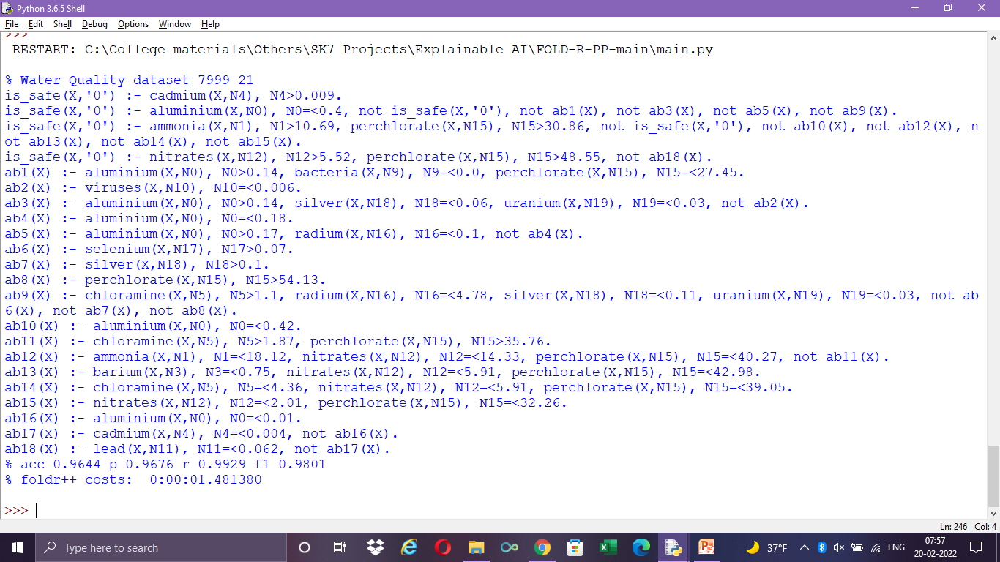 Python 3.6.5 Shell
File Edit Shell Debug Options Window Help
>>>
RESTART: C:\College materials\Others\SK7 Projects\Explainable AI\FOLD-R-PP-main\main.py
% Water Quality dataset 7999 21
is_safe(X,'0') :- cadmium(X,N4), N4>0.009.
is_safe(X,'0') :- aluminium(X,N0), N0=<0.4, not is_safe(X,'0'), not ab1(X), not ab3(X), not ab5(X), not ab9(X).
is_safe(X,'0') :- ammonia(X,N1), N1>10.69, perchlorate(X,N15), N15>30.86, not is_safe(X,'0'), not ab10(X), not ab12(X), n
ot ab13(X), not ab14(X), not ab15(X).
is_safe(X,'0') :- nitrates(X,N12), N12>5.52, perchlorate(X,N15), N15>48.55, not ab18(X).
ab1(X) :- aluminium(X,N0), N0>0.14, bacteria(X,N9), N9=<0.0, perchlorate(X,N15), N15=<27.45.
ab2(X) :- viruses(X,N10), N10=<0.006.
ab3(X) :- aluminium(X,N0), N0>0.14, silver(X,N18), N18=<0.06, uranium(X,N19), N19=<0.03, not ab2(X).
ab4(X) :- aluminium(X,N0), N0=<0.18.
ab5(X) :- aluminium(X,N0), N0>0.17, radium(X,N16), N16=<0.1, not ab4(X).
ab6(X) :- selenium(X,N17), N17>0.07.
ab7(X) :- silver(X,N18), N18>0.1.
ab8(X) :- perchlorate(X,N15), N15>54.13.
ab9(X) :- chloramine(X,N5), N5>1.1, radium(X,N16), N16=<4.78, silver(X,N18), N18=<0.11, uranium(X,N19), N19=<0.03, not ab
6(X), not ab7(X), not ab8(X).
ab10(X) :- aluminium(X,N0), N0=<0.42.
ab11(X) :- chloramine(X,N5), N5>1.87, perchlorate(X,N15), N15>35.76.
ab12(X) :- ammonia(X,N1), N1=<18.12, nitrates(X,N12), N12=<14.33, perchlorate(X,N15), N15=<40.27, not ab11(X).
ab13(X) :- barium(X,N3), N3=<0.75, nitrates(X,N12), N12=<5.91, perchlorate(X,N15), N15=<42.98.
ab14(X) :- chloramine(X,N5), N5=<4.36, nitrates(X,N12), N12=<5.91, perchlorate(X,N15), N15=<39.05.
ab15(X) :- nitrates(X,N12), N12=<2.01, perchlorate(X,N15), N15=<32.26.
ab16(X) :- aluminium(X,N0), N0=<0.01.
ab17(X) :- cadmium(X,N4), N4=<0.004, not ab16(X).
ab18(X) :- lead(X,N11), N11=<0.062, not ab17(X).
% acc 0.9644 p 0.9676 r 0.9929 f1 0.9801
% foldr++ costs:  0:00:01.481380
>>>
Ln: 246 Col: 4
Type here to search
37°F
ENG
07:57
20-02-2022